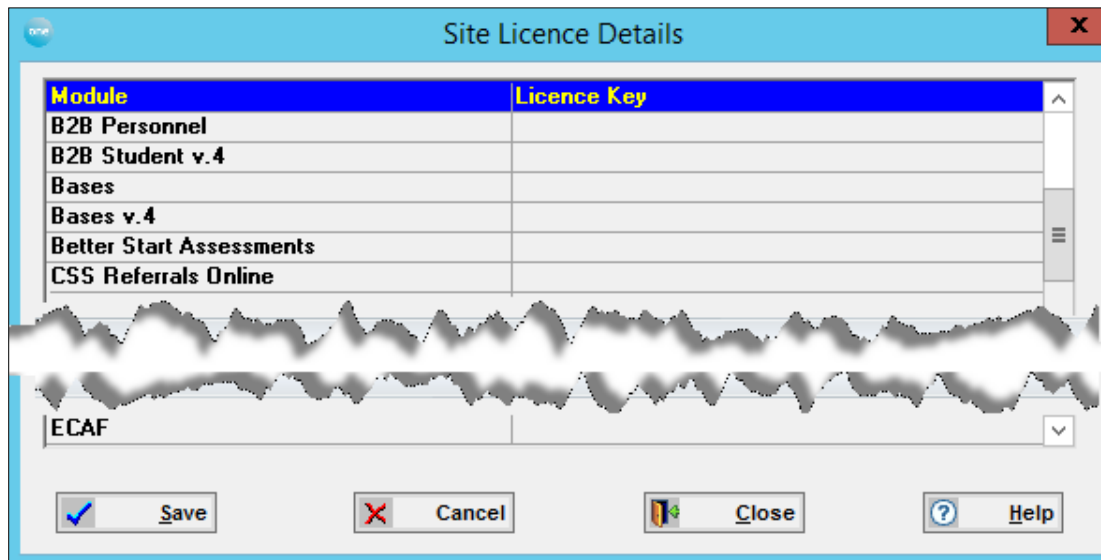 one
Site Licence Details
x
Module Licence Key
B2B Personnel
B2B Student v.4
Bases
Bases v.4
Better Start Assessments
CSS Referrals Online
ECAF
Save Cancel Close ? Help